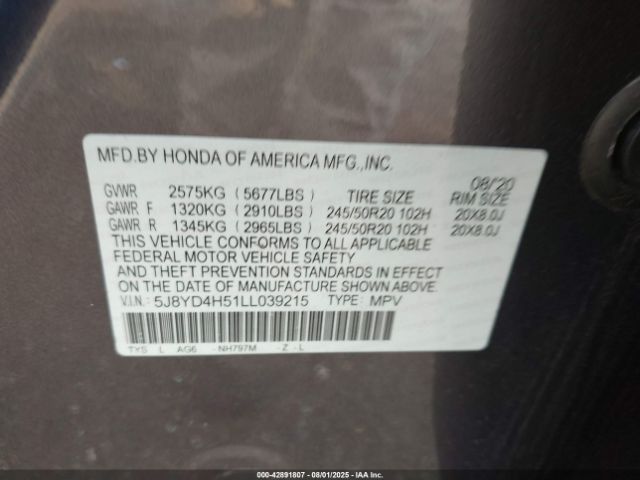 MFD.BY HONDA OF AMERICA MFG.,INC.
08/20
GVWR 2575KG (5677LBS) TIRE SIZE RIM SIZE
GAWR F 1320KG (2910LBS) 245/50R20 102H 20X8.0J
GAWR R 1345KG (2965LBS) 245/50R20 102H 20X8.0J
THIS VEHICLE CONFORMS TO ALL APPLICABLE
FEDERAL MOTOR VEHICLE SAFETY
AND THEFT PREVENTION STANDARDS IN EFFECT
ON THE DATE OF MANUFACTURE SHOWN ABOVE.
V.I.N.: 5J8YD4H51LL039215 TYPE: MPV
TYS L AG6 -NH797M -Z -L
000-42891807 - 08/01/2025 - IAA Inc.